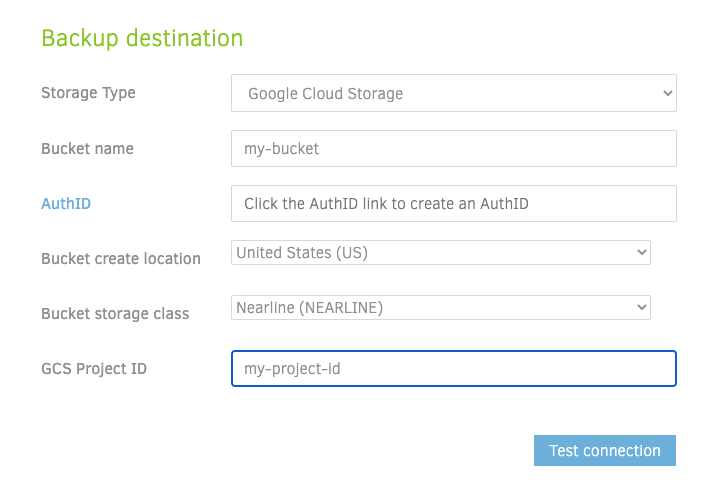 Backup destination
Storage Type Google Cloud Storage
Bucket name my-bucket
AuthID Click the AuthID link to create an AuthID
Bucket create location United States (US)
Bucket storage class Nearline (NEARLINE)
GCS Project ID my-project-id
Test connection